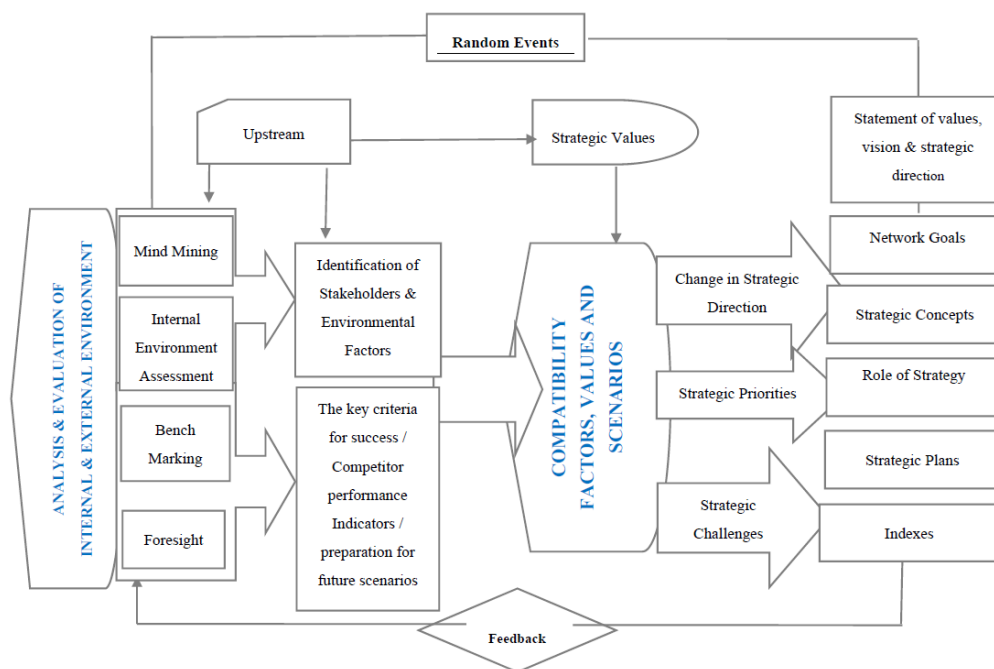 Random Events
Upstream
Strategic Values
Statement of values,
vision & strategic
direction
ANALYSIS & EVALUATION OF
INTERNAL & EXTERNAL ENVIRONMENT
Mind Mining
Internal
Environment
Assessment
Bench
Marking
Foresight
Identification of
Stakeholders &
Environmental
Factors
The key criteria
for success /
Competitor
performance
Indicators /
preparation for
future scenarios
COMPATIBILITY
FACTORS, VALUES AND
SCENARIOS
Change in Strategic
Direction
Strategic Priorities
Strategic
Challenges
Network Goals
Strategic Concepts
Role of Strategy
Strategic Plans
Indexes
Feedback